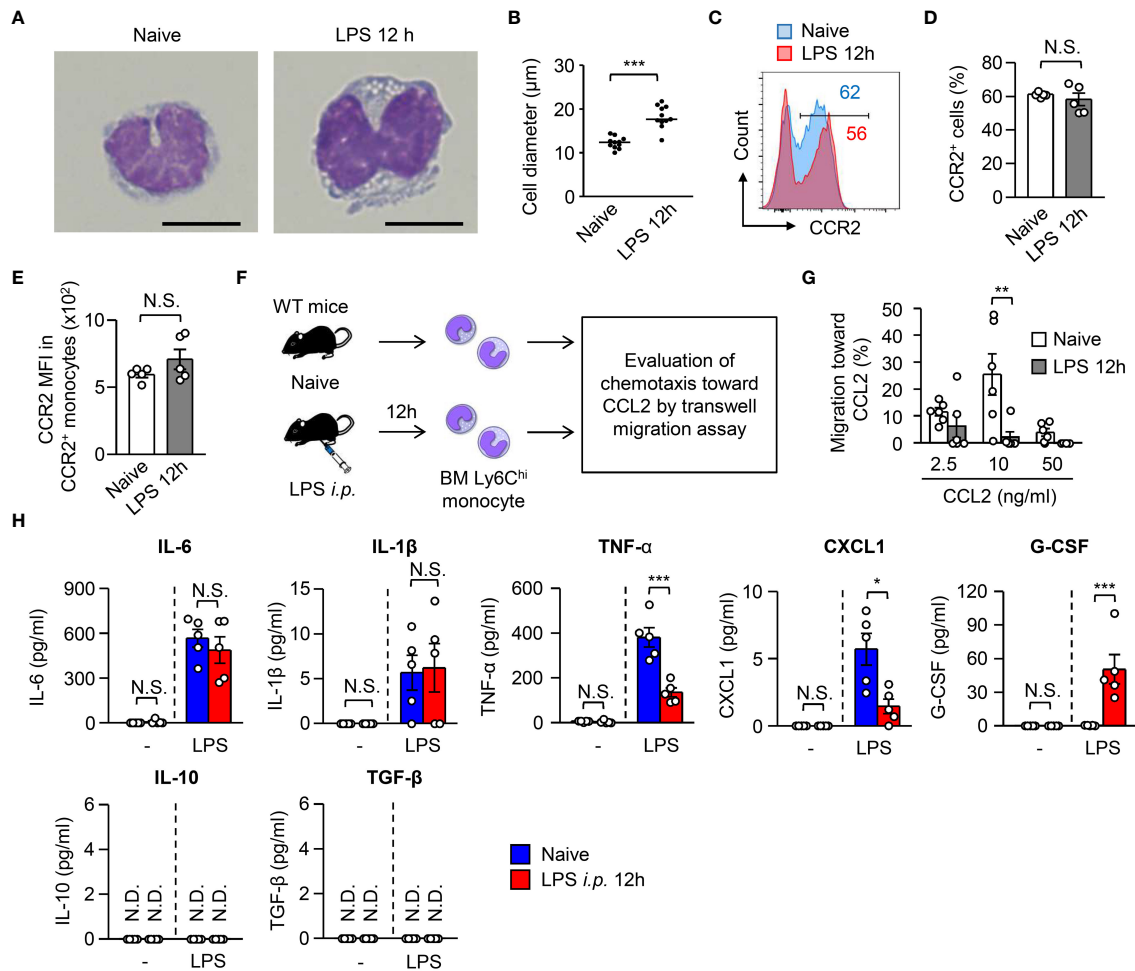 A
Naive
LPS 12 h
B
Cell diameter (μm)
30
20
10
0
***
Naive
LPS 12h
C
Naive
LPS 12h
62
56
Count
CCR2
D
N.S.
CCR2+ cells (%)
80
60
40
20
0
Naive
LPS 12h
E
N.S.
CCR2 MFI in
CCR2+ monocytes (x10²)
10
5
0
Naive
LPS 12h
F
WT mice
Naive
12h
LPS i.p.
BM Ly6Chi
monocyte
Evaluation of
chemotaxis toward
CCL2 by transwell
migration assay
G
**
Naive
LPS 12h
Migration toward
CCL2 (%)
50
40
30
20
10
0
2.5
10
50
CCL2 (ng/ml)
H
IL-6
IL-6 (pg/ml)
900
600
300
0
N.S.
N.S.
-
LPS
IL-1β
IL-1β (pg/ml)
15
10
5
0
N.S.
N.S.
-
LPS
TNF-α
TNF-α (pg/ml)
600
400
200
0
N.S.
***
-
LPS
CXCL1
CXCL1 (pg/ml)
10
5
0
N.S.
*
-
LPS
G-CSF
G-CSF (pg/ml)
120
90
60
30
0
N.S.
***
-
LPS
IL-10
IL-10 (pg/ml)
6
4
2
0
N.D.
N.D.
N.D.
N.D.
-
LPS
TGF-β
TGF-β (pg/ml)
6
4
2
0
N.D.
N.D.
N.D.
N.D.
-
LPS
Naive
LPS i.p. 12h